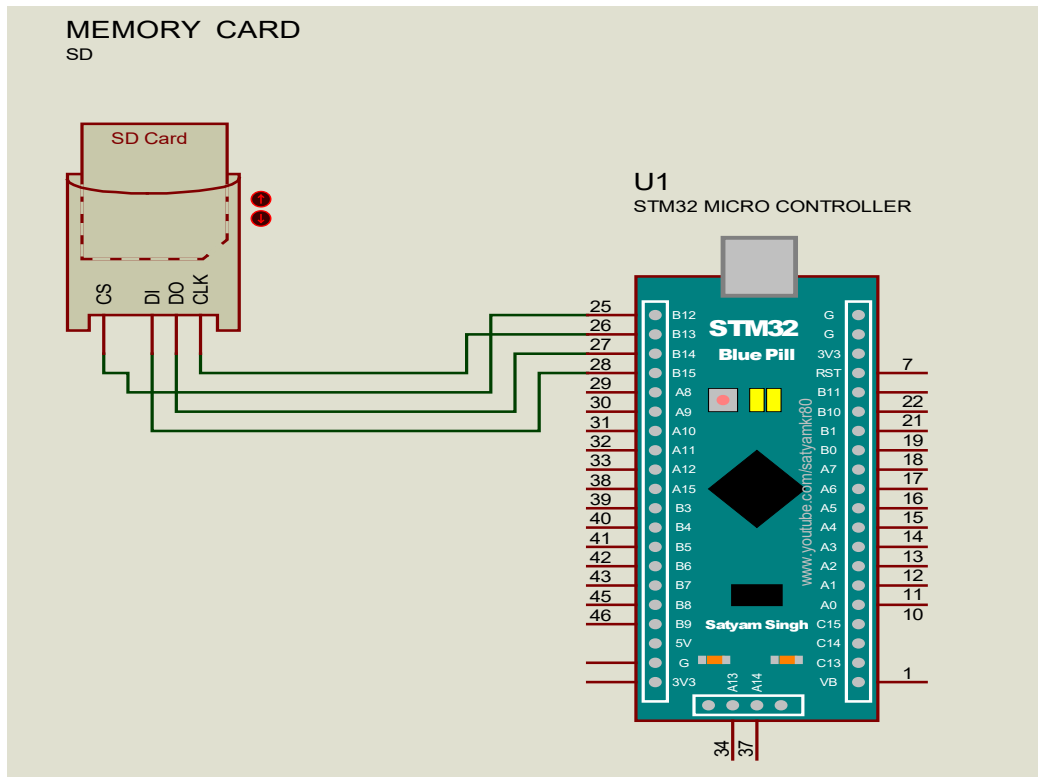 MEMORY CARD
SD
SD Card
CS
DI
DO
CLK
U1
STM32 MICRO CONTROLLER
STM32
Blue Pill
25
B12
26
B13
27
B14
28
B15
29
A8
30
A9
31
A10
32
A11
33
A12
38
A15
39
B3
40
B4
41
B5
42
B6
43
B7
45
B8
46
B9
5V
G
3V3
G
G
3V3
RST
7
B11
22
B10
21
B1
19
B0
18
A7
17
A6
16
A5
15
A4
14
A3
13
A2
12
A1
11
A0
10
C15
C14
C13
VB
1
www.youtube.com/satyamkr80
Satyam Singh
A13
A14
34
37